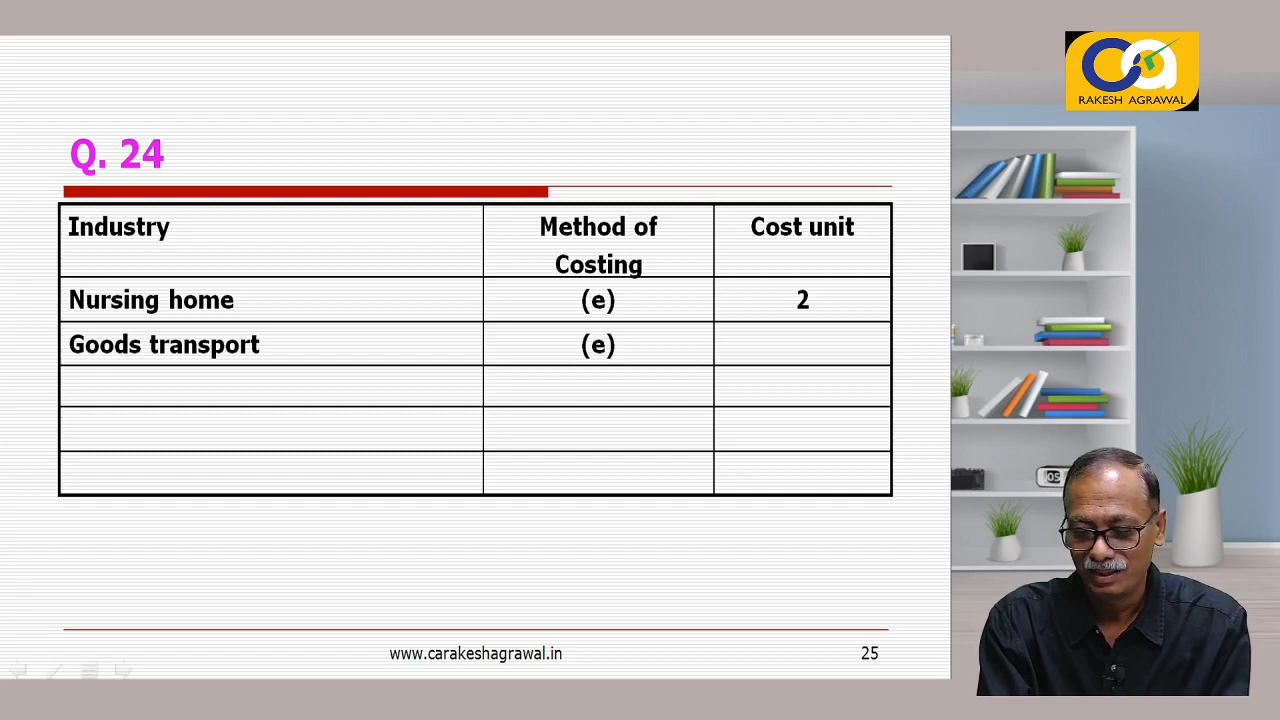 RAKESH AGRAWAL
Q. 24
Industry
Method of
Costing
Cost unit
Nursing home
(e)
2
Goods transport
(e)
www.carakeshagrawal.in
25